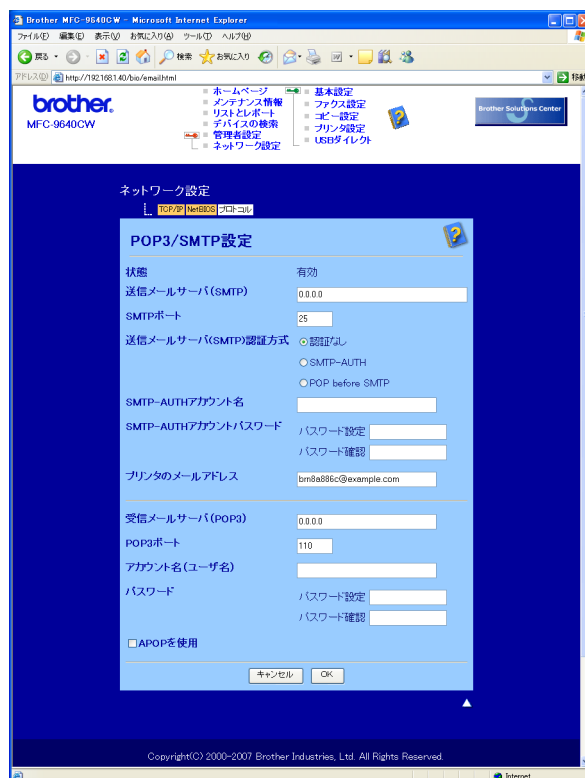 Brother MFC-9640CW - Microsoft Internet Explorer
ファイル(F) 編集(E) 表示(V) お気に入り(A) ツール(T) ヘルプ(H)
戻る 検索 お気に入り
アドレス(D) http://192.168.1.40/bio/email.html 移動
brother.
MFC-9640CW
ホームページ
メンテナンス情報
リストとレポート
デバイスの検索
管理者設定
ネットワーク設定
基本設定
ファクス設定
コピー設定
プリンタ設定
USBダイレクト
Brother Solutions Center
ネットワーク設定
TCP/IP NetBIOS プロトコル
POP3/SMTP設定
状態 有効
送信メールサーバ(SMTP) 0.0.0.0
SMTPポート 25
送信メールサーバ(SMTP)認証方式 認証なし
SMTP-AUTH
POP before SMTP
SMTP-AUTHアカウント名
SMTP-AUTHアカウントパスワード パスワード設定
パスワード確認
プリンタのメールアドレス brn8a886c@example.com
受信メールサーバ(POP3) 0.0.0.0
POP3ポート 110
アカウント名(ユーザ名)
パスワード パスワード設定
パスワード確認
APOPを使用
キャンセル OK
Copyright(C) 2000-2007 Brother Industries, Ltd. All Rights Reserved.
Internet